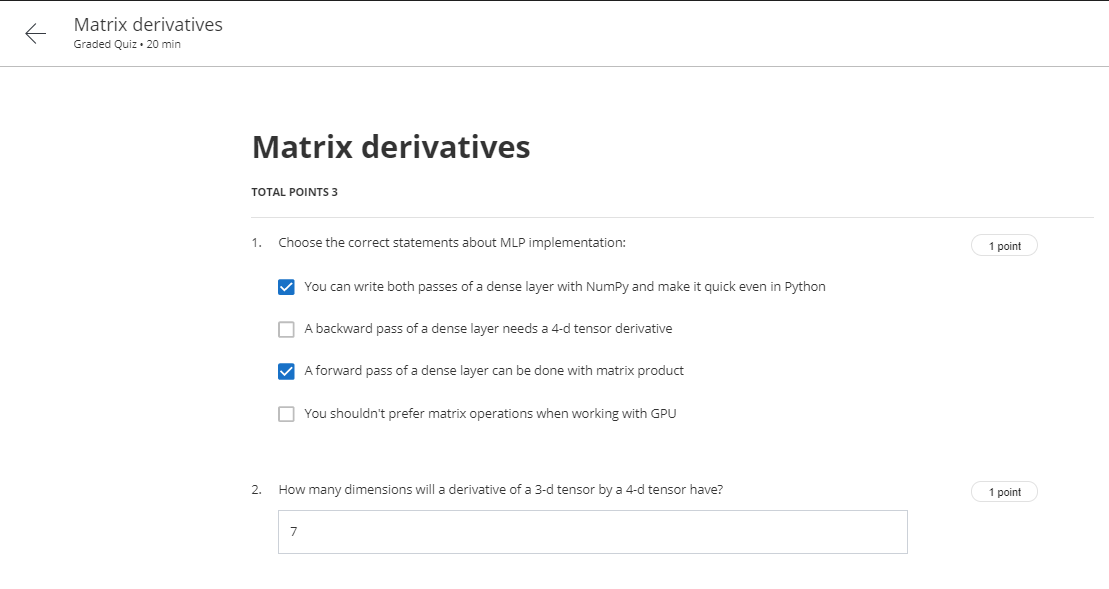 Matrix derivatives
Graded Quiz • 20 min
Matrix derivatives
TOTAL POINTS 3
1. Choose the correct statements about MLP implementation:
1 point
You can write both passes of a dense layer with NumPy and make it quick even in Python
A backward pass of a dense layer needs a 4-d tensor derivative
A forward pass of a dense layer can be done with matrix product
You shouldn't prefer matrix operations when working with GPU
2. How many dimensions will a derivative of a 3-d tensor by a 4-d tensor have?
1 point
7